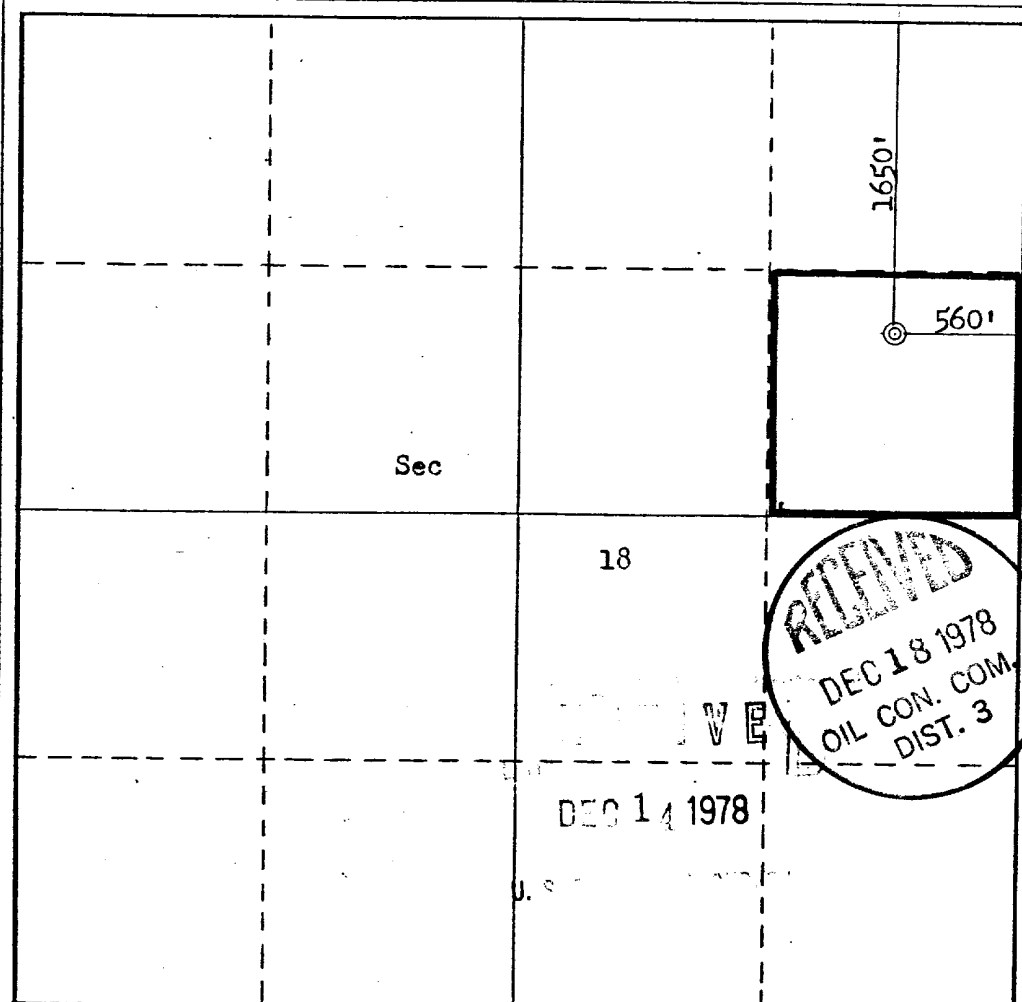 1650'
560'
Sec
18
RECEIVED
DEC 18 1978
OIL CON. COM.
DIST. 3
DEC 14 1978
U. S.